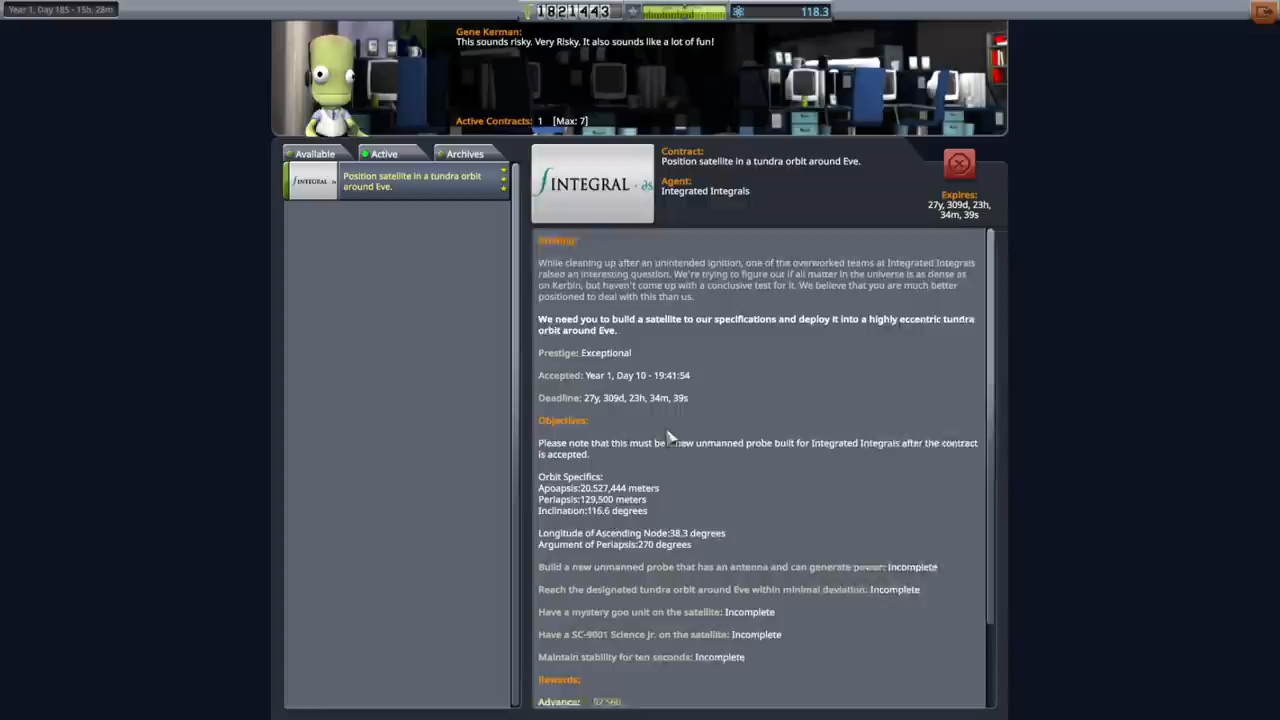 Year 1, Day 185 - 15h, 28m
1821443
118.3
Gene Kerman:
This sounds risky. Very Risky. It also sounds like a lot of fun!
Active Contracts: 1 [Max: 7]
Available
Active
Archives
INTEGRAL
Position satellite in a tundra orbit
around Eve.
∫INTEGRAL · ∂s
Contract:
Position satellite in a tundra orbit around Eve.
Agent:
Integrated Integrals
Expires:
27y, 309d, 23h,
34m, 39s
Briefing:
While cleaning up after an unintended ignition, one of the overworked teams at Integrated Integrals
raised an interesting question. We're trying to figure out if all matter in the universe is as dense as
on Kerbin, but haven't come up with a conclusive test for it. We believe that you are much better
positioned to deal with this than us.
We need you to build a satellite to our specifications and deploy it into a highly eccentric tundra
orbit around Eve.
Prestige: Exceptional
Accepted: Year 1, Day 10 - 19:41:54
Deadline: 27y, 309d, 23h, 34m, 39s
Objectives:
Please note that this must be new unmanned probe built for Integrated Integrals after the contract
is accepted.
Orbit Specifics:
Apoapsis:20,527,444 meters
Periapsis:129,500 meters
Inclination:116.6 degrees
Longitude of Ascending Node:38.3 degrees
Argument of Periapsis:270 degrees
Build a new unmanned probe that has an antenna and can generate power: Incomplete
Reach the designated tundra orbit around Eve within minimal deviation: Incomplete
Have a mystery goo unit on the satellite: Incomplete
Have a SC-9001 Science Jr. on the satellite: Incomplete
Maintain stability for ten seconds: Incomplete
Rewards:
Advance: